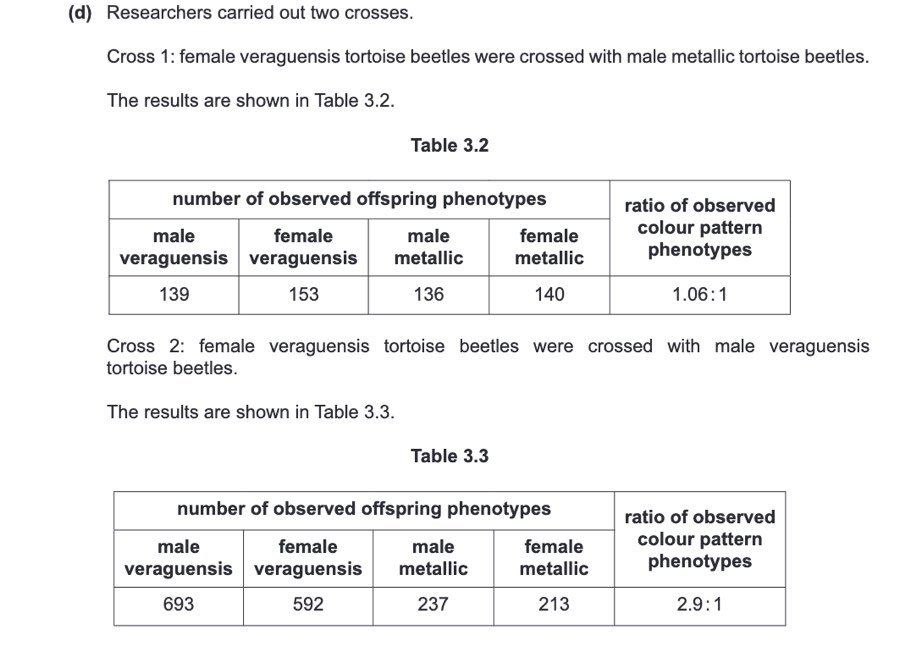 (d) Researchers carried out two crosses.
Cross 1: female veraguensis tortoise beetles were crossed with male metallic tortoise beetles.
The results are shown in Table 3.2.
Table 3.2
number of observed offspring phenotypes
ratio of observed
colour pattern
phenotypes
male
veraguensis
female
veraguensis
male
metallic
female
metallic
139 153 136 140 1.06:1
Cross 2: female veraguensis tortoise beetles were crossed with male veraguensis
tortoise beetles.
The results are shown in Table 3.3.
Table 3.3
number of observed offspring phenotypes
ratio of observed
colour pattern
phenotypes
male
veraguensis
female
veraguensis
male
metallic
female
metallic
693 592 237 213 2.9:1